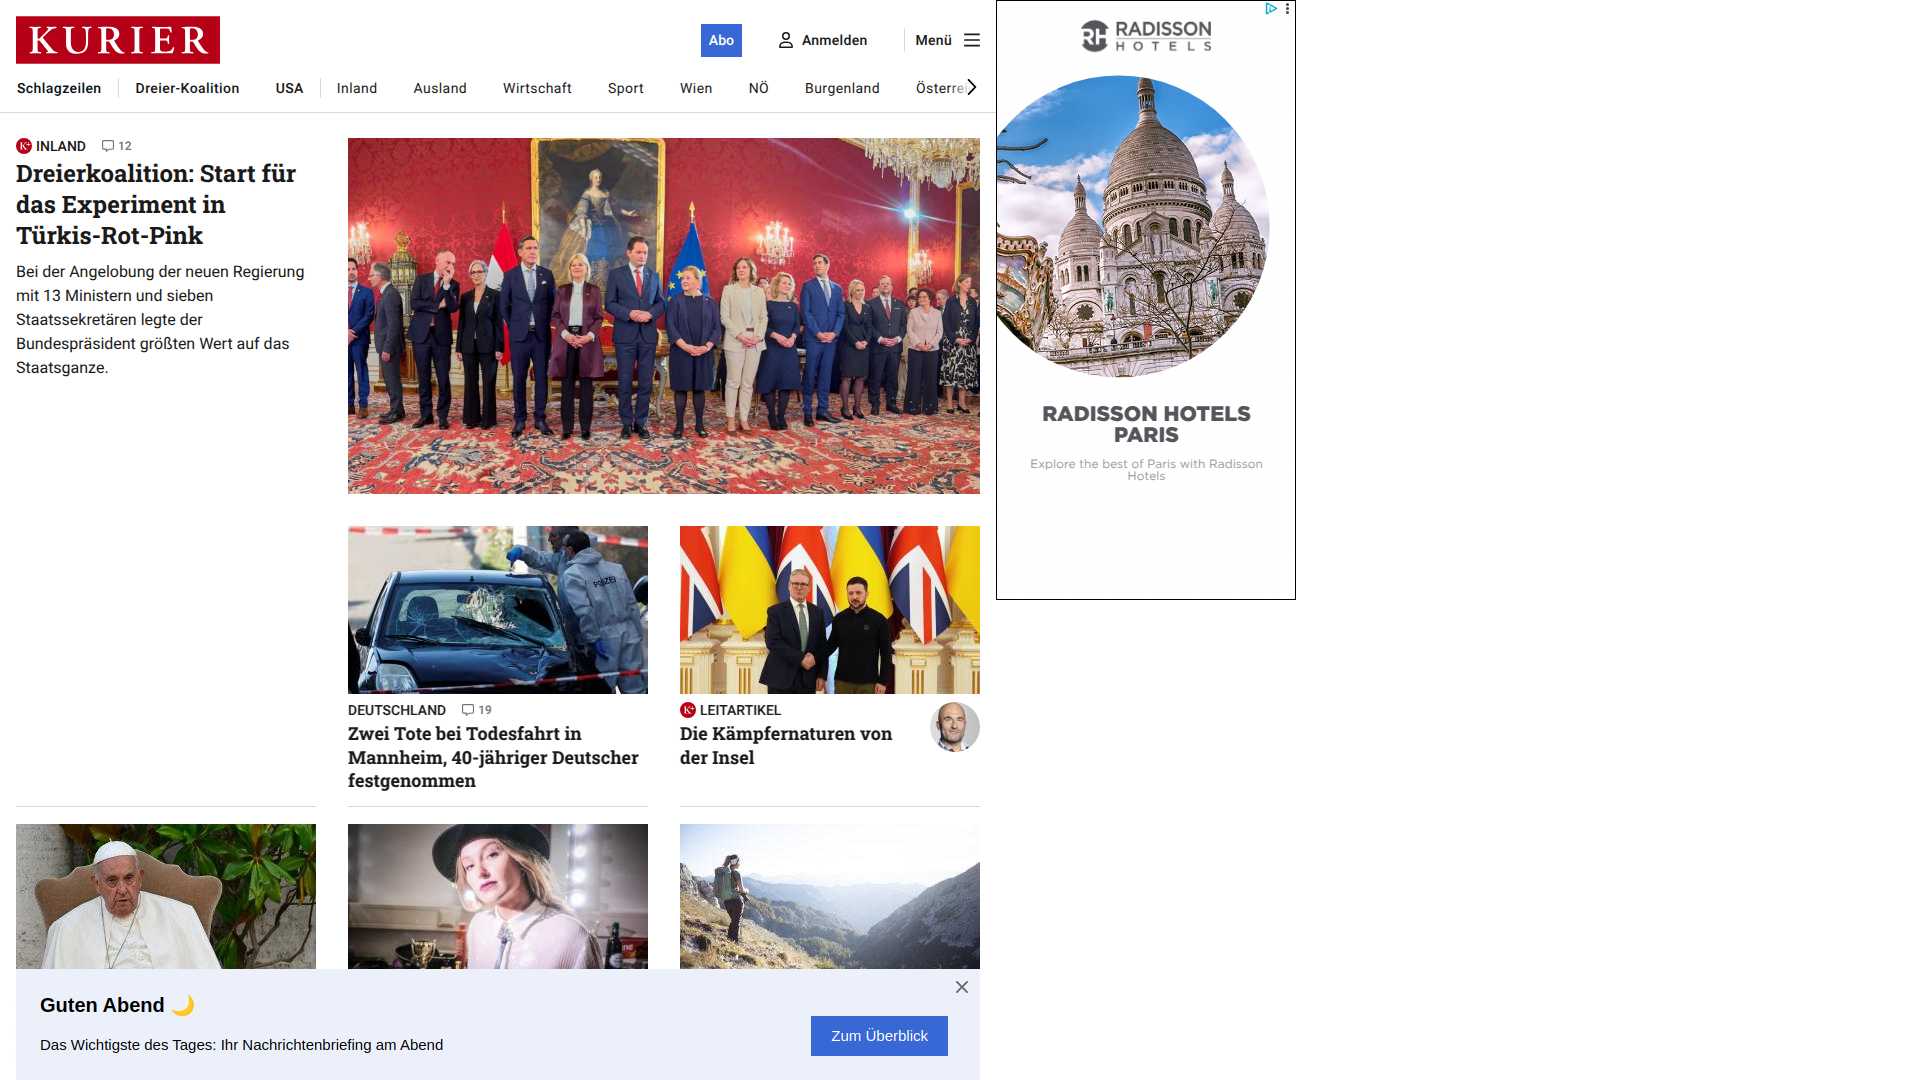 KURIER
Abo
Anmelden
Menü
Schlagzeilen
Dreier-Koalition
USA
Inland
Ausland
Wirtschaft
Sport
Wien
NÖ
Burgenland
Österrei
INLAND 12
Dreierkoalition: Start für
das Experiment in
Türkis-Rot-Pink
Bei der Angelobung der neuen Regierung
mit 13 Ministern und sieben
Staatssekretären legte der
Bundespräsident größten Wert auf das
Staatsganze.
POLIZEI
DEUTSCHLAND 19
Zwei Tote bei Todesfahrt in
Mannheim, 40-jähriger Deutscher
festgenommen
LEITARTIKEL
Die Kämpfernaturen von
der Insel
Guten Abend
Das Wichtigste des Tages: Ihr Nachrichtenbriefing am Abend
Zum Überblick
RH RADISSON
HOTELS
RADISSON HOTELS
PARIS
Explore the best of Paris with Radisson
Hotels